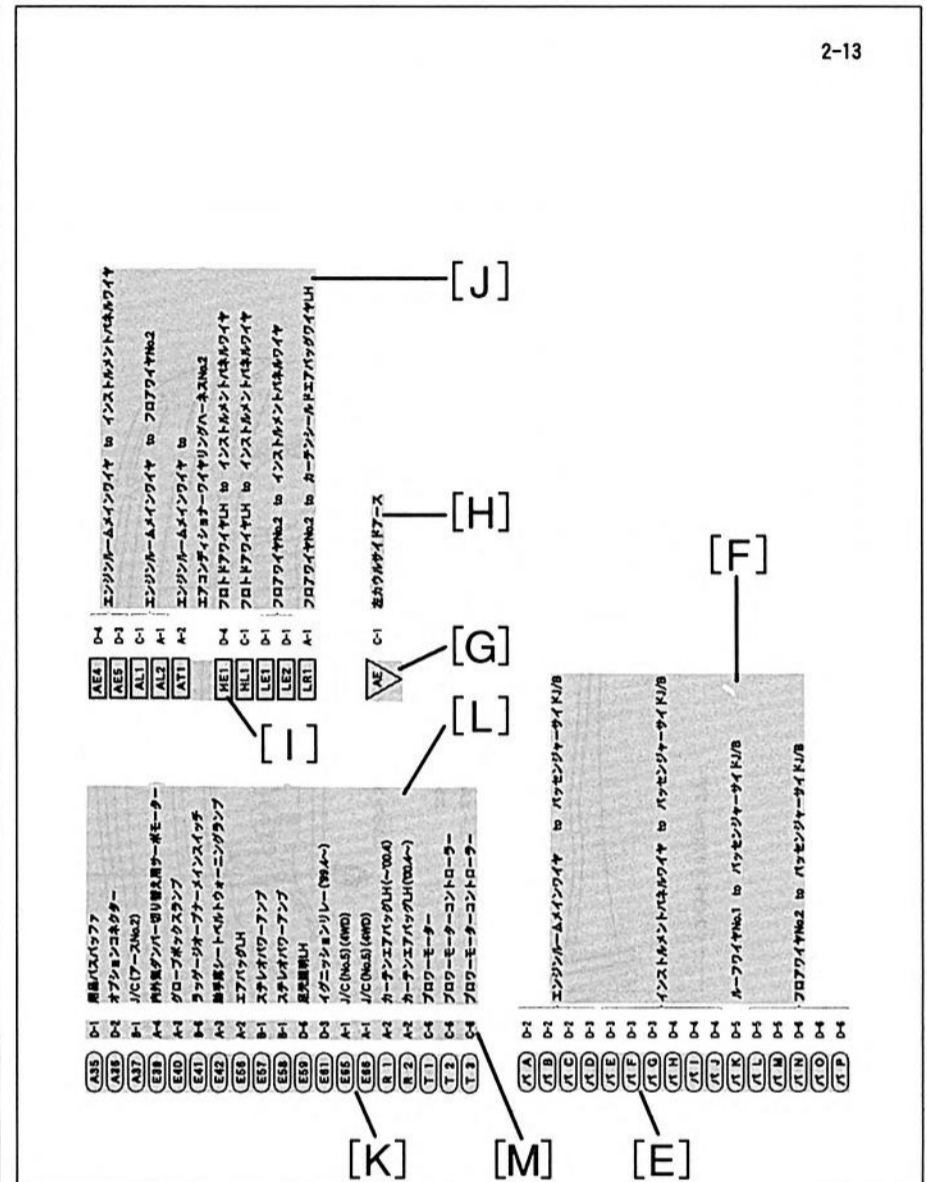 2-13
AE4 D-4
AE5 D-3
エンジンルームメインワイヤ to インストルメントパネルワイヤ
AL1 C-1
AL2 A-1
エンジンルームメインワイヤ to フロアワイヤNo.2
AT1 A-2 エンジンルームメインワイヤ to
エアコンディショナーワイヤリングハーネスNo.2
HE1 D-4 フロントドアワイヤLH to インストルメントパネルワイヤ
HL1 C-1 フロントドアワイヤLH to インストルメントパネルワイヤ
LE1 D-1
LE2 D-1
フロアワイヤNo.2 to インストルメントパネルワイヤ
LR1 A-1 フロアワイヤNo.2 to カーテンシールドエアバッグワイヤLH
[J]
[I]
AE C-1 左カウルサイドアース
[H]
[G]
A35 D-1 用品バスバッファ
A36 D-2 オプションコネクター
A37 B-1 J/C(アースNo.2)
E39 A-4 内外気ダンパー切り替え用サーボモーター
E40 A-3 グローブボックスランプ
E41 B-6 ラッゲージオープナーメインスイッチ
E42 A-3 助手席シートベルトウォーニングランプ
E56 A-2 エアバッグLH
E57 B-1 ステレオパワーアンプ
E58 B-1 ステレオパワーアンプ
E59 D-4 足元照明LH
E61 D-3 イグニッションリレー('99.4~)
E65 A-1 J/C(No.5)(4WD)
E66 A-1 J/C(No.5)(4WD)
R 1 A-2 カーテンエアバッグLH(~'00.4)
R 2 A-2 カーテンエアバッグLH('00.4~)
T 1 C-6 ブロワーモーター
T 2 C-5 ブロワーモーターコントローラー
T 3 C-6 ブロワーモーターコントローラー
[L]
[K]
[M]
パA D-2
パB D-2
パC D-2
パD D-3
エンジンルームメインワイヤ to パッセンジャーサイドJ/B
パE D-3
パF D-3
パG D-3
パH D-4
パI D-4
パJ D-4
インストルメントパネルワイヤ to パッセンジャーサイドJ/B
パK D-5 ルーフワイヤNo.1 to パッセンジャーサイドJ/B
パL D-5
パM D-5
パN D-6
パO D-6
パP D-6
フロアワイヤNo.2 to パッセンジャーサイドJ/B
[F]
[E]